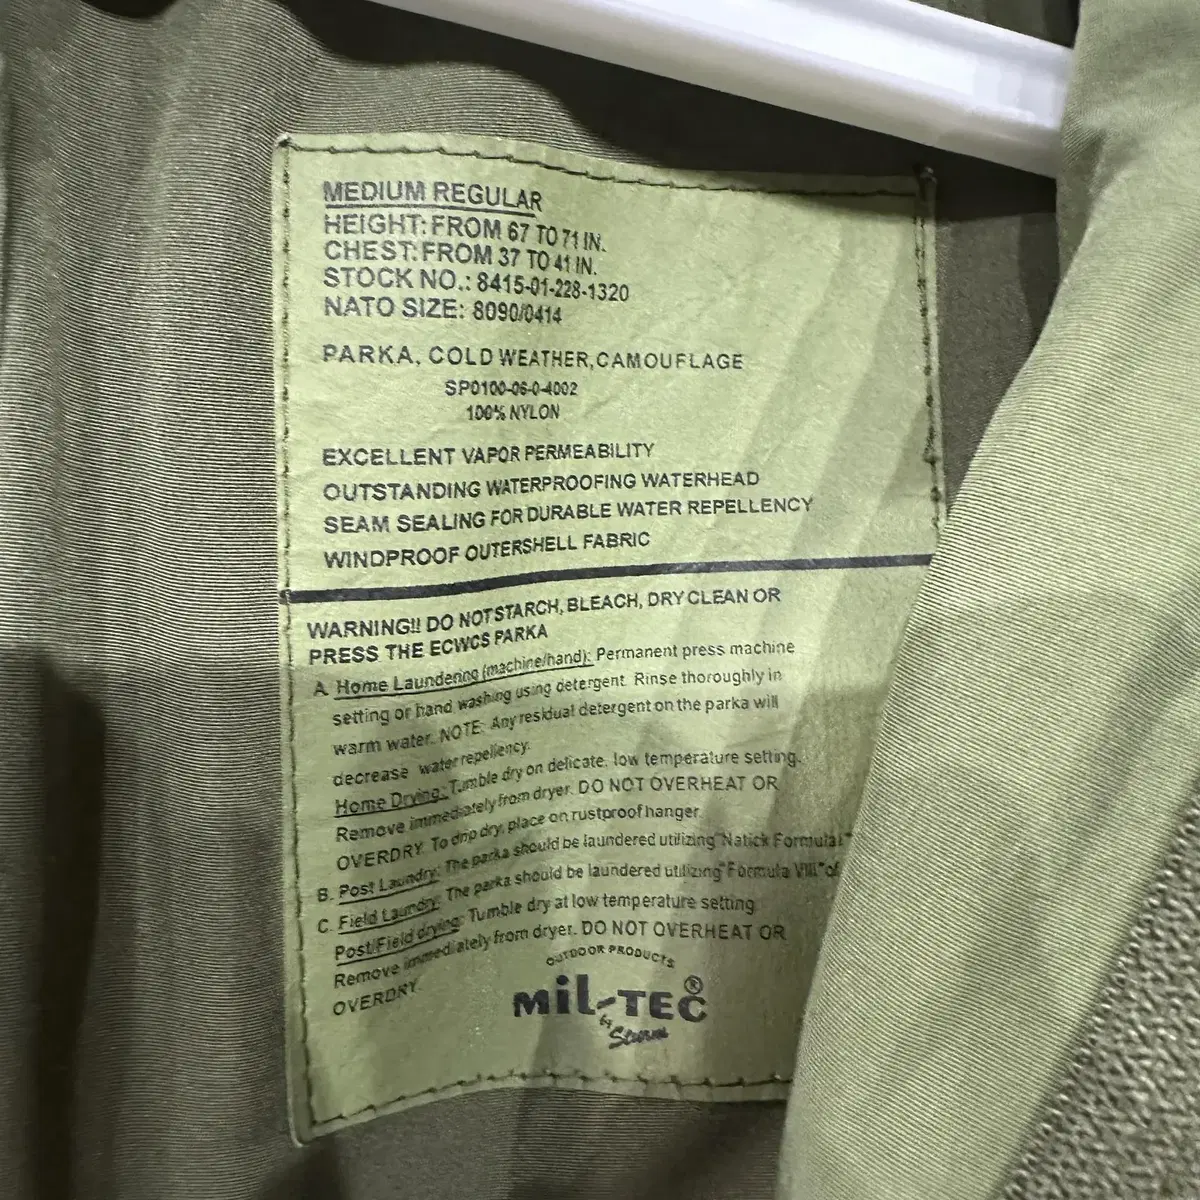 MEDIUM REGULAR
HEIGHT: FROM 67 TO 71 IN.
CHEST: FROM 37 TO 41 IN.
STOCK NO.: 8415-01-228-1320
NATO SIZE: 8090/0414
PARKA, COLD WEATHER, CAMOUFLAGE
SP0100-06-0-4002
100% NYLON
EXCELLENT VAPOR PERMEABILITY
OUTSTANDING WATERPROOFING WATERHEAD
SEAM SEALING FOR DURABLE WATER REPELLENCY
WINDPROOF OUTERSHELL FABRIC
WARNING!! DO NOT STARCH, BLEACH, DRY CLEAN OR
PRESS THE ECWCS PARKA
A. Home Laundering (machine/hand): Permanent press machine
setting or hand washing using detergent. Rinse thoroughly in
warm water. NOTE: Any residual detergent on the parka will
decrease water repellency.
Home Drying: Tumble dry on delicate, low temperature setting.
Remove immediately from dryer. DO NOT OVERHEAT OR
OVERDRY. To drip dry, place on rustproof hanger.
B. Post Laundry: The parka should be laundered utilizing "Natick Formula I"
C. Field Laundry: The parka should be laundered utilizing "Formula VIII" of
Post/Field drying: Tumble dry at low temperature setting
Remove immediately from dryer. DO NOT OVERHEAT OR
OVERDRY.
OUTDOOR PRODUCTS
MiL-TEC®
by
Sturm